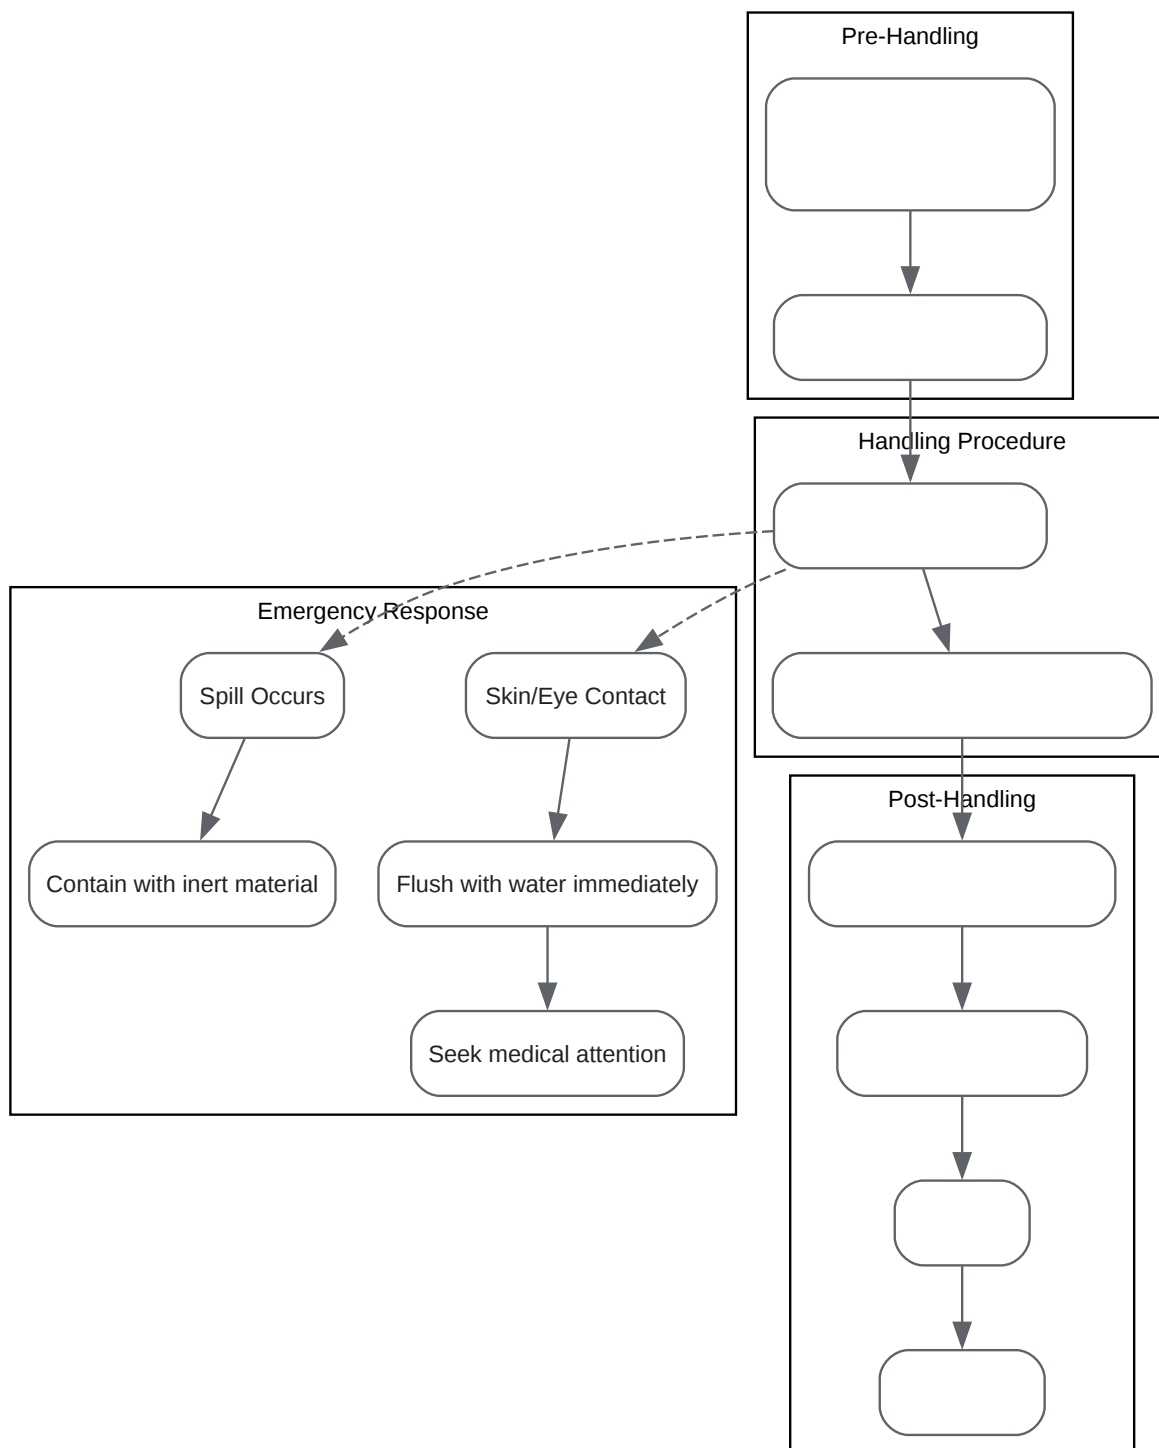 Pre-Handling
Handling Procedure
Emergency Response
Spill Occurs
Skin/Eye Contact
Contain with inert material
Flush with water immediately
Seek medical attention
Post-Handling